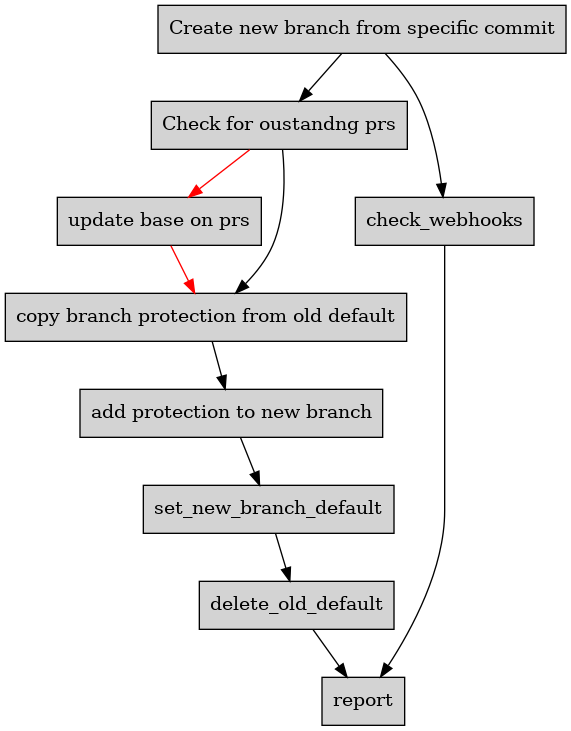 Create new branch from specific commit
Check for oustandng prs
update base on prs
check_webhooks
copy branch protection from old default
add protection to new branch
set_new_branch_default
delete_old_default
report